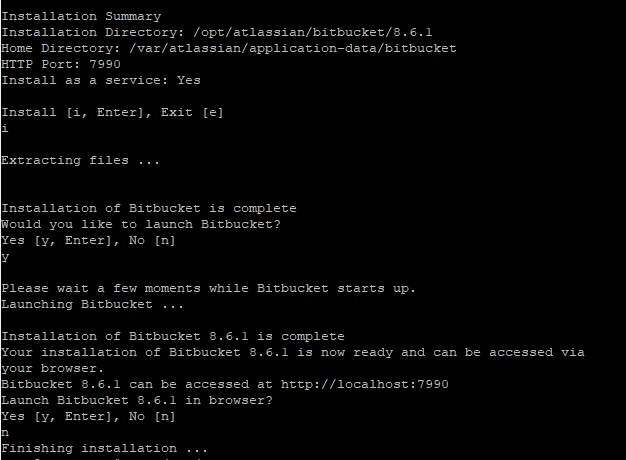 Installation Summary
Installation Directory: /opt/atlassian/bitbucket/8.6.1
Home Directory: /var/atlassian/application-data/bitbucket
HTTP Port: 7990
Install as a service: Yes
Install [i, Enter], Exit [e]
i
Extracting files ...
Installation of Bitbucket is complete
Would you like to launch Bitbucket?
Yes [y, Enter], No [n]
y
Please wait a few moments while Bitbucket starts up.
Launching Bitbucket ...
Installation of Bitbucket 8.6.1 is complete
Your installation of Bitbucket 8.6.1 is now ready and can be accessed via
your browser.
Bitbucket 8.6.1 can be accessed at http://localhost:7990
Launch Bitbucket 8.6.1 in browser?
Yes [y, Enter], No [n]
n
Finishing installation ...